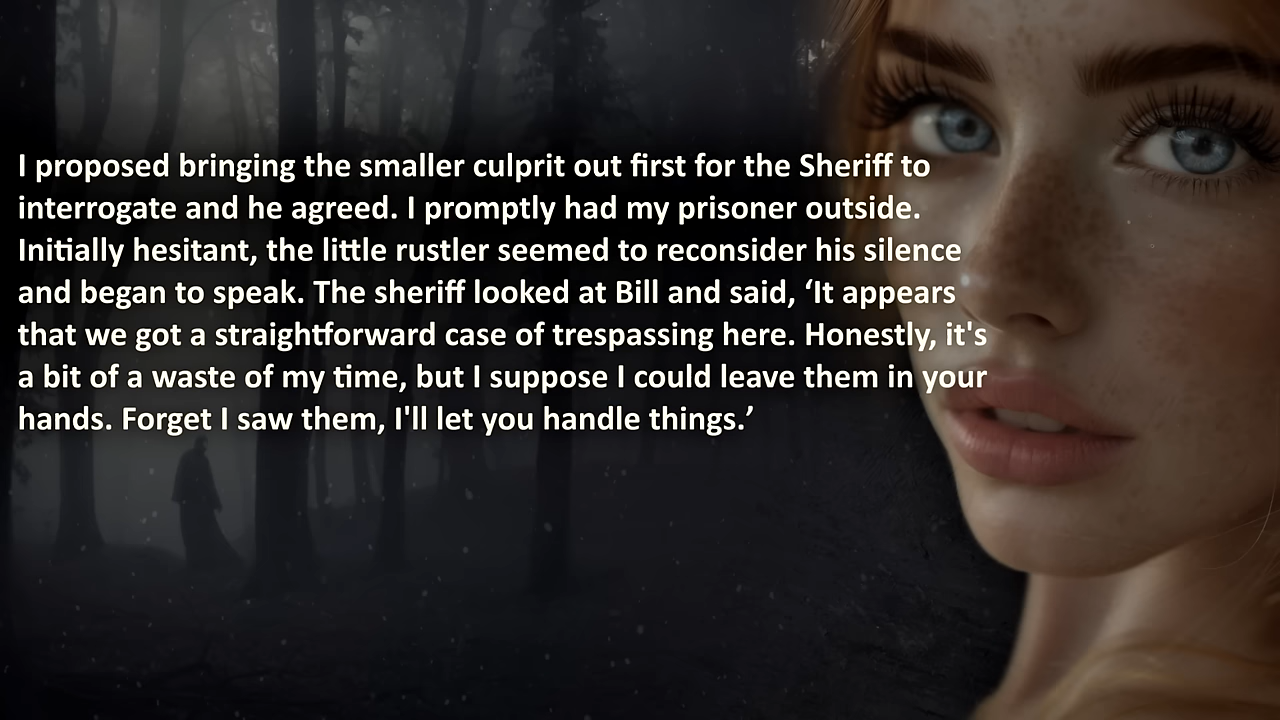 I proposed bringing the smaller culprit out first for the Sheriff to
interrogate and he agreed. I promptly had my prisoner outside.
Initially hesitant, the little rustler seemed to reconsider his silence
and began to speak. The sheriff looked at Bill and said, ‘It appears
that we got a straightforward case of trespassing here. Honestly, it's
a bit of a waste of my time, but I suppose I could leave them in your
hands. Forget I saw them, I'll let you handle things.’